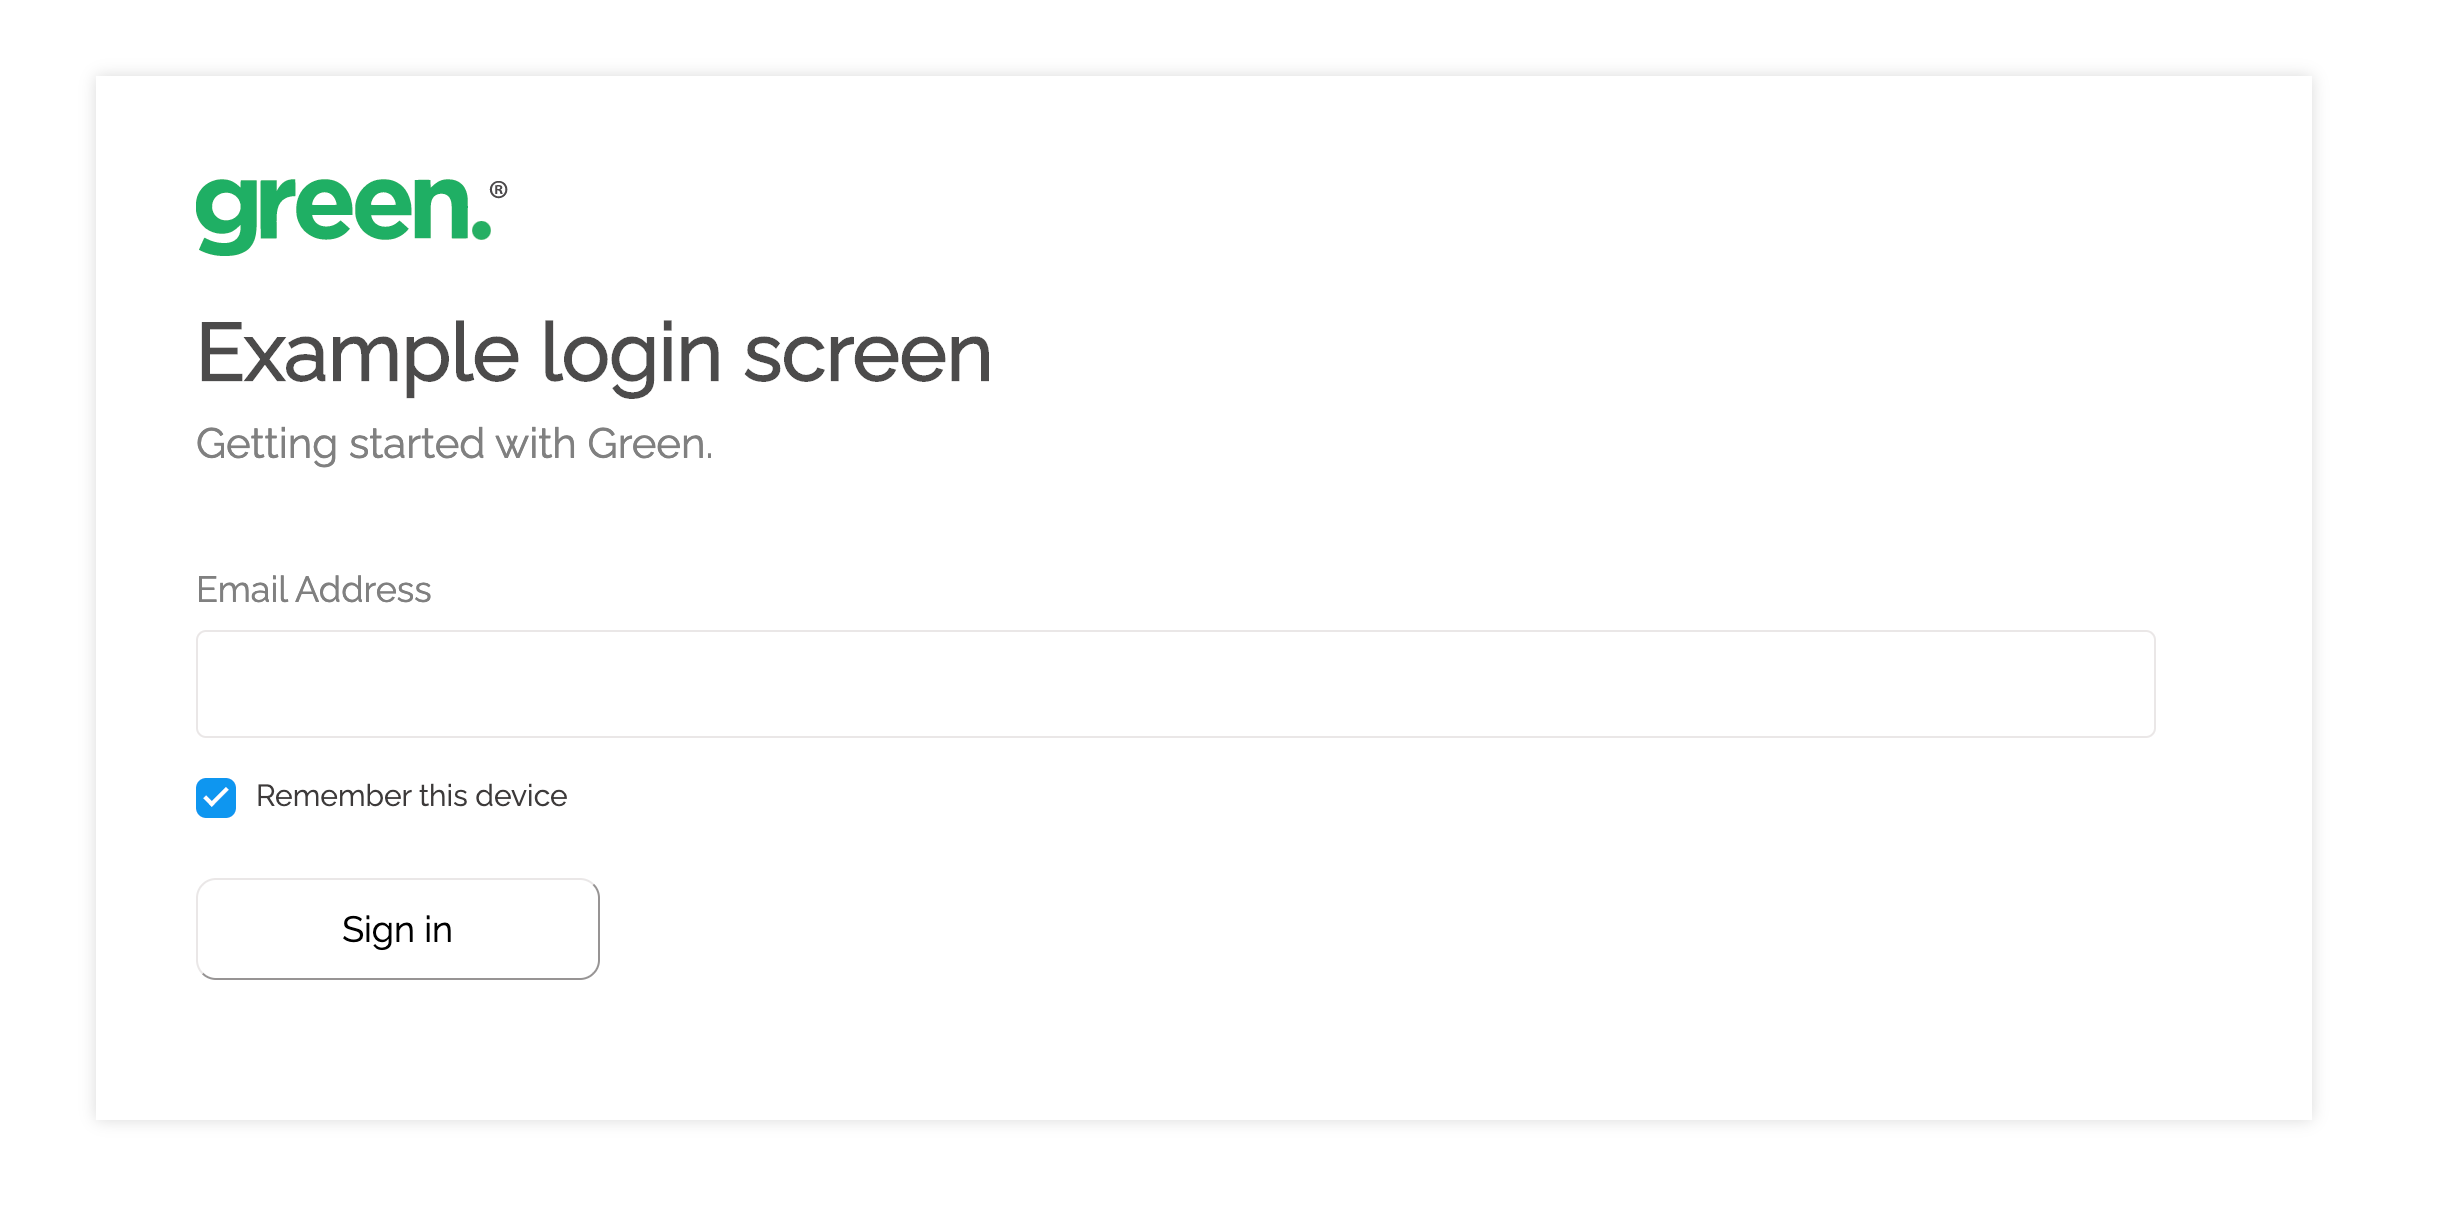 green.®
Example login screen
Getting started with Green.
Email Address
Remember this device
Sign in